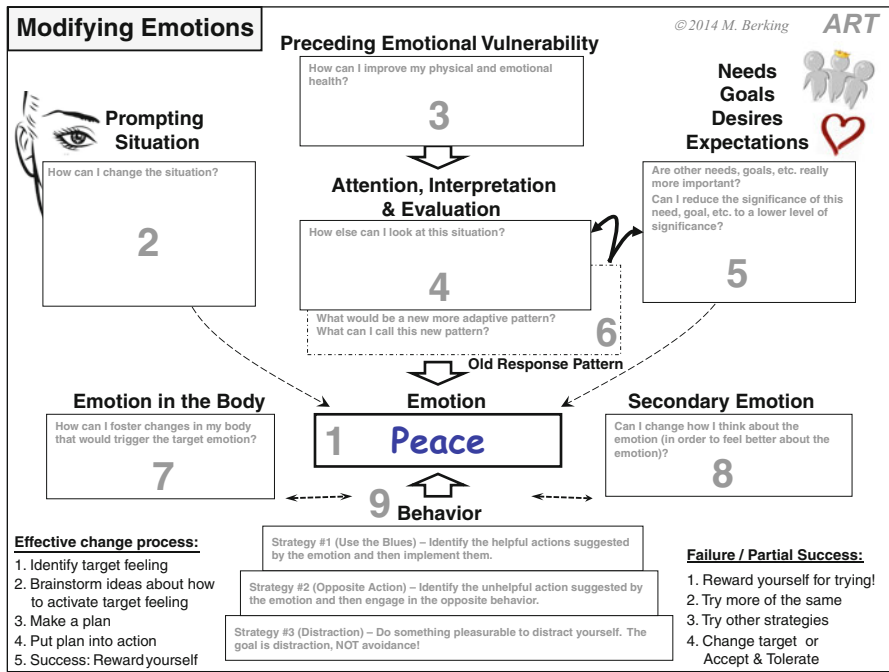 Modifying Emotions
© 2014 M. Berking
ART
Preceding Emotional Vulnerability
How can I improve my physical and emotional
health?
3
Needs
Goals
Desires
Expectations
Prompting
Situation
How can I change the situation?
2
Attention, Interpretation
& Evaluation
How else can I look at this situation?
4
Are other needs, goals, etc. really
more important?
Can I reduce the significance of this
need, goal, etc. to a lower level of
significance?
5
What would be a new more adaptive pattern?
What can I call this new pattern?
6
Old Response Pattern
Emotion in the Body
How can I foster changes in my body
that would trigger the target emotion?
7
Emotion
1 Peace
Secondary Emotion
Can I change how I think about the
emotion (in order to feel better about the
emotion)?
8
9
Behavior
Strategy #1 (Use the Blues) – Identify the helpful actions suggested
by the emotion and then implement them.
Strategy #2 (Opposite Action) – Identify the unhelpful action suggested
by the emotion and then engage in the opposite behavior.
Strategy #3 (Distraction) – Do something pleasurable to distract yourself. The
goal is distraction, NOT avoidance!
Effective change process:
1. Identify target feeling
2. Brainstorm ideas about how
to activate target feeling
3. Make a plan
4. Put plan into action
5. Success: Reward yourself
Failure / Partial Success:
1. Reward yourself for trying!
2. Try more of the same
3. Try other strategies
4. Change target or
Accept & Tolerate